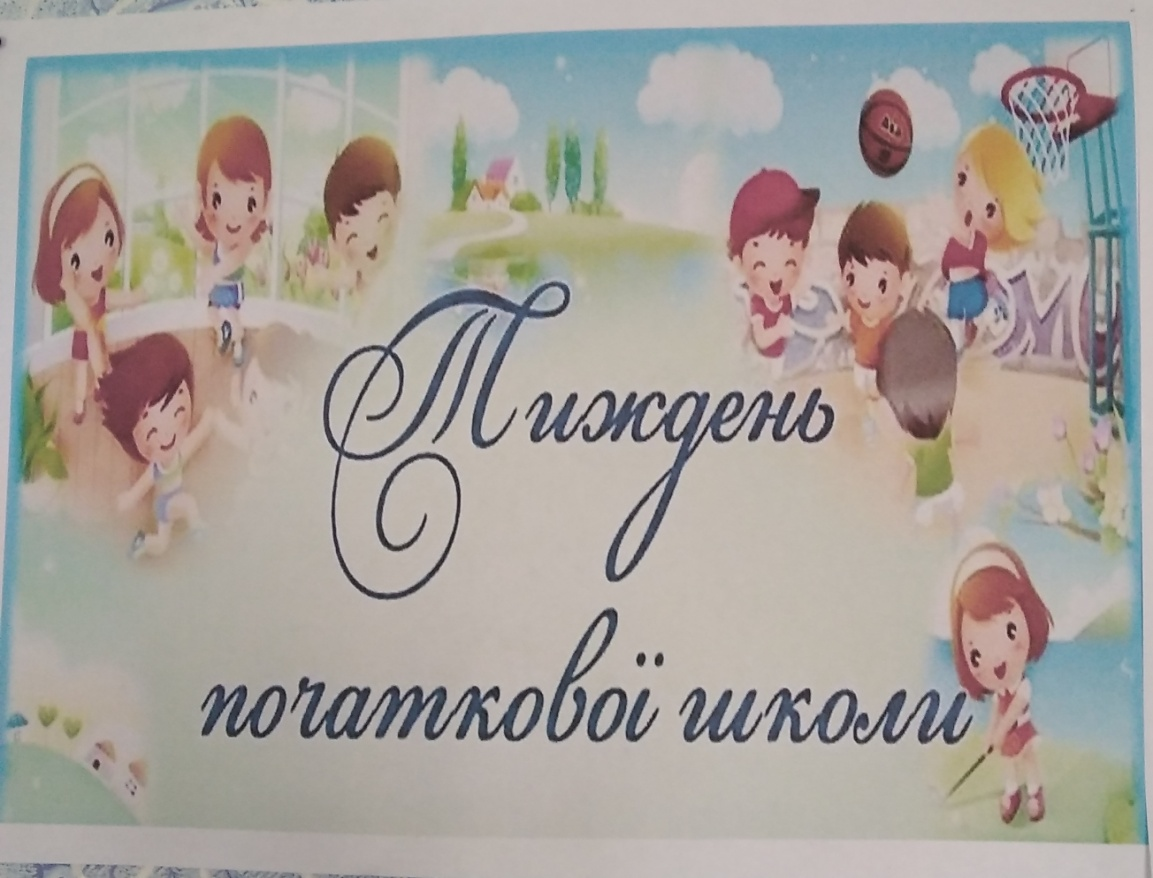 Тиждень
початкової школи